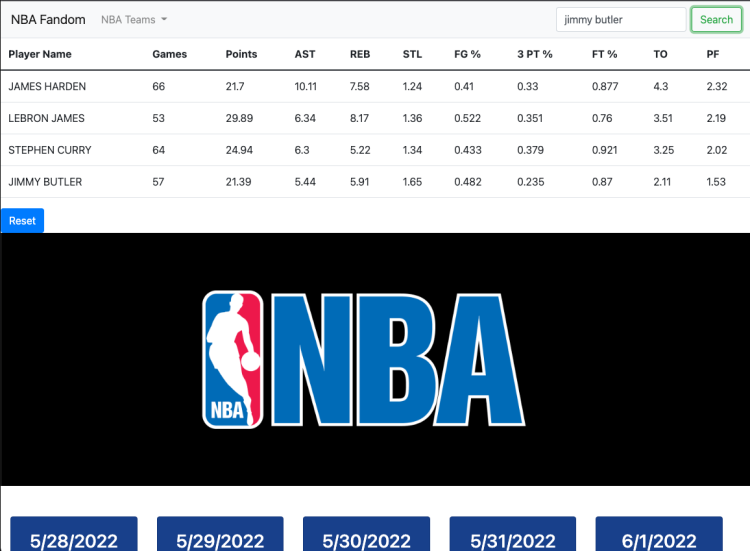 NBA Fandom NBA Teams jimmy butler Search
Player Name Games Points AST REB STL FG % 3 PT % FT % TO PF
JAMES HARDEN 66 21.7 10.11 7.58 1.24 0.41 0.33 0.877 4.3 2.32
LEBRON JAMES 53 29.89 6.34 8.17 1.36 0.522 0.351 0.76 3.51 2.19
STEPHEN CURRY 64 24.94 6.3 5.22 1.34 0.433 0.379 0.921 3.25 2.02
JIMMY BUTLER 57 21.39 5.44 5.91 1.65 0.482 0.235 0.87 2.11 1.53
Reset
NBA
NBA
5/28/2022 5/29/2022 5/30/2022 5/31/2022 6/1/2022